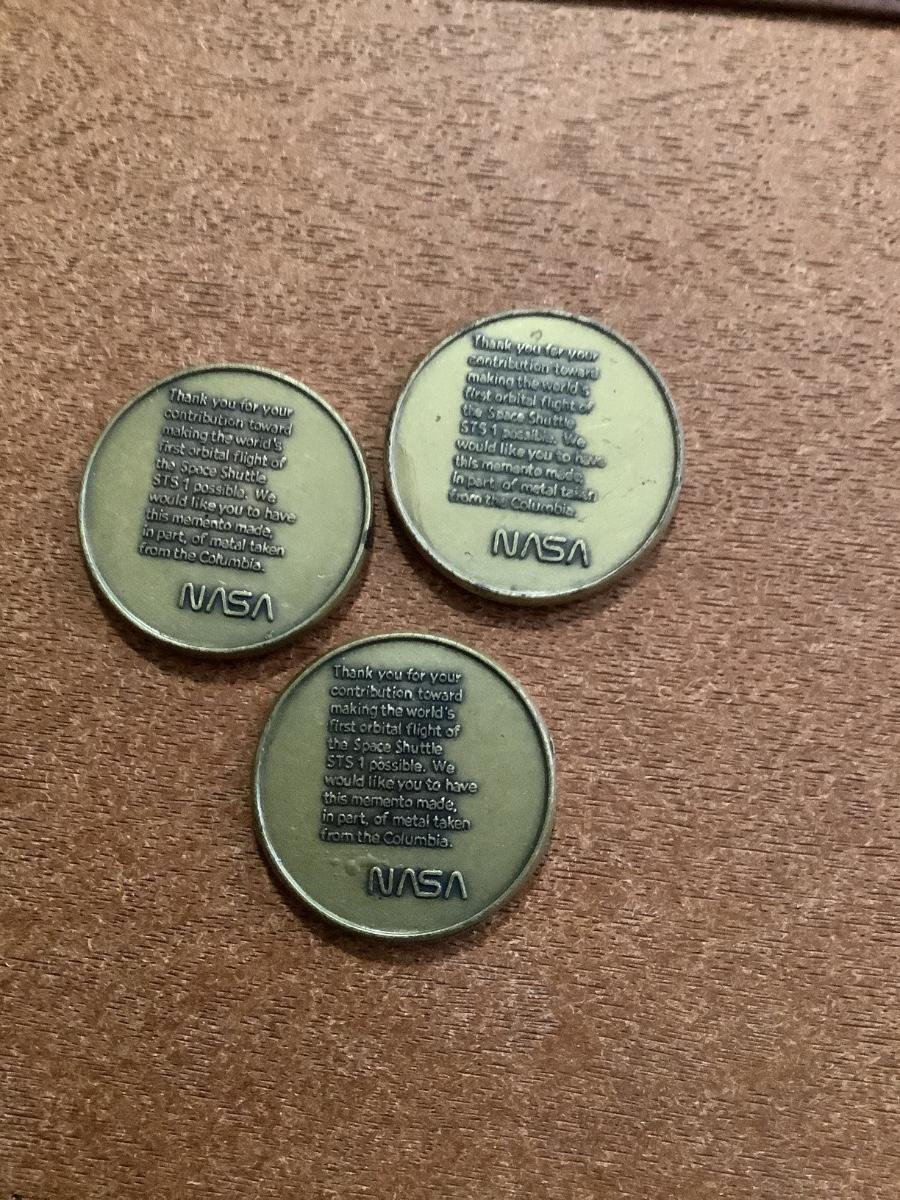 Thank you for your
contribution toward
making the world's
first orbital flight of
the Space Shuttle
STS 1 possible. We
would like you to have
this memento made,
in part, of metal taken
from the Columbia.
NASA
Thank you for your
contribution toward
making the world's
first orbital flight of
the Space Shuttle
STS 1 possible. We
would like you to have
this memento made,
in part, of metal taken
from the Columbia.
NASA
Thank you for your
contribution toward
making the world's
first orbital flight of
the Space Shuttle
STS 1 possible. We
would like you to have
this memento made,
in part, of metal taken
from the Columbia.
NASA